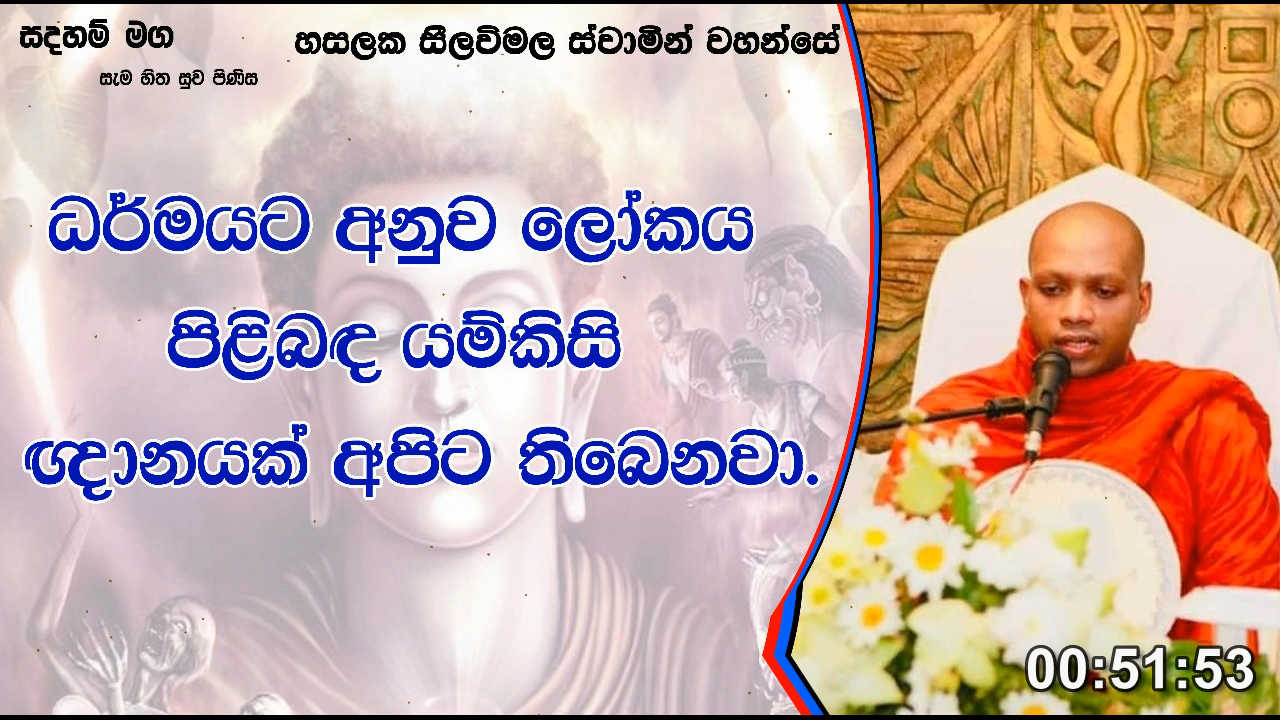 සදහම් මග
සැම හිත සුව පිණිස
හසලක සීලවිමල ස්වාමීන් වහන්සේ
ධර්මයට අනුව ලෝකය
පිළිබඳ යම්කිසි
ඥානයක් අපිට තිබෙනවා.
00:51:53